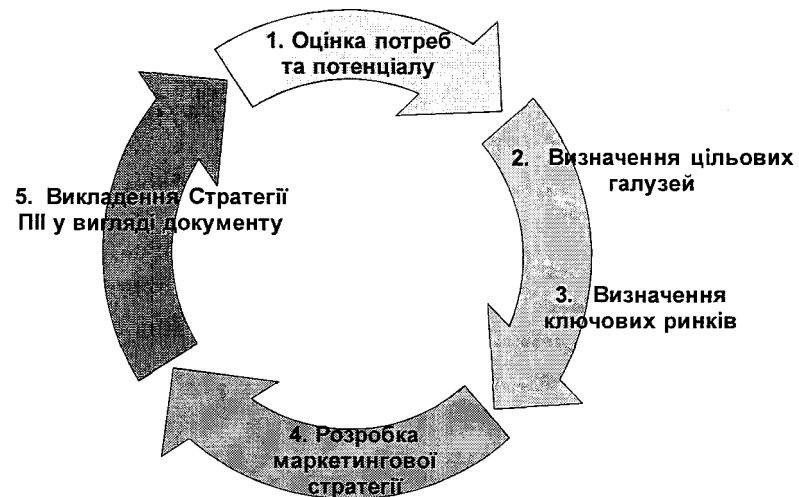 1. Оцінка потреб
та потенціалу
2. Визначення цільових
галузей
3. Визначення
ключових ринків
4. Розробка
маркетингової
стратегії
5. Викладення Стратегії
ПІІ у вигляді документу